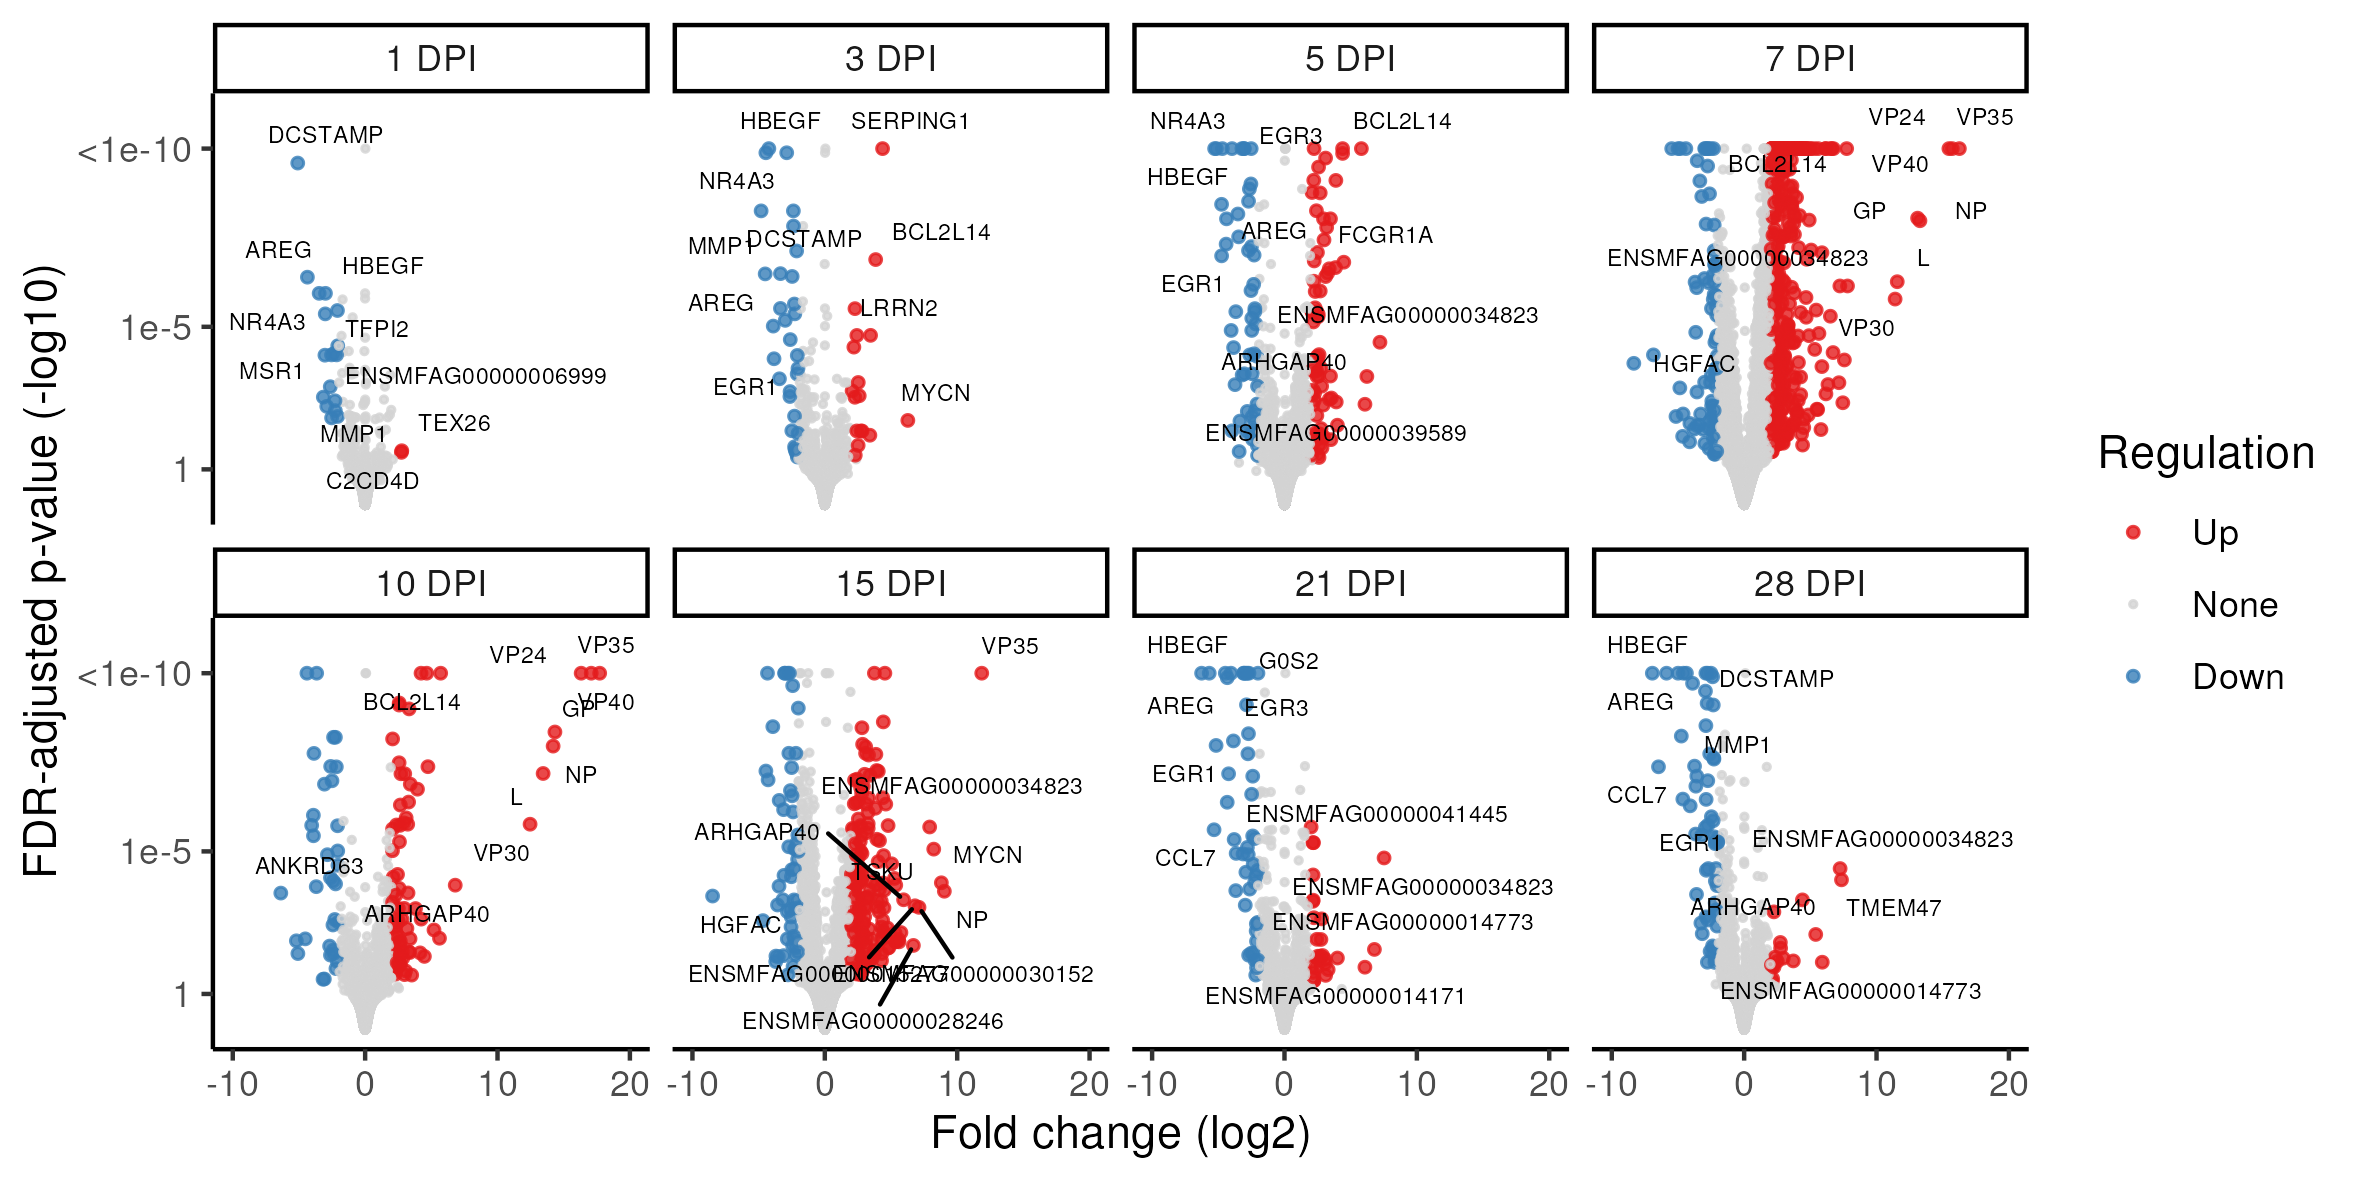 1 DPI
3 DPI
5 DPI
7 DPI
FDR-adjusted p-value (-log10)
<1e-10
1e-5
1
DCSTAMP
AREG
HBEGF
NR4A3
TFPI2
MSR1
ENSMFAG00000006999
TEX26
MMP1
C2CD4D
HBEGF
SERPING1
NR4A3
BCL2L14
MMP1
DCSTAMP
AREG
LRRN2
EGR1
MYCN
NR4A3
EGR3
BCL2L14
HBEGF
AREG
FCGR1A
EGR1
ENSMFAG00000034823
ARHGAP40
ENSMFAG00000039589
VP24
VP35
BCL2L14
VP40
GP
NP
ENSMFAG00000034823
L
VP30
HGFAC
Regulation
Up
None
Down
10 DPI
15 DPI
21 DPI
28 DPI
<1e-10
1e-5
1
VP24
VP35
BCL2L14
GP
VP40
NP
L
VP30
ANKRD63
ARHGAP40
VP35
ENSMFAG00000034823
ARHGAP40
MYCN
TSKU
NP
HGFAC
ENSMFAG00000030152
ENSMFAG00000028246
HBEGF
G0S2
AREG
EGR3
EGR1
ENSMFAG00000041445
CCL7
ENSMFAG00000034823
ENSMFAG00000014773
ENSMFAG00000014171
HBEGF
DCSTAMP
AREG
MMP1
CCL7
EGR1
ENSMFAG00000034823
ARHGAP40
TMEM47
ENSMFAG00000014773
-10 0 10 20
-10 0 10 20
-10 0 10 20
-10 0 10 20
Fold change (log2)